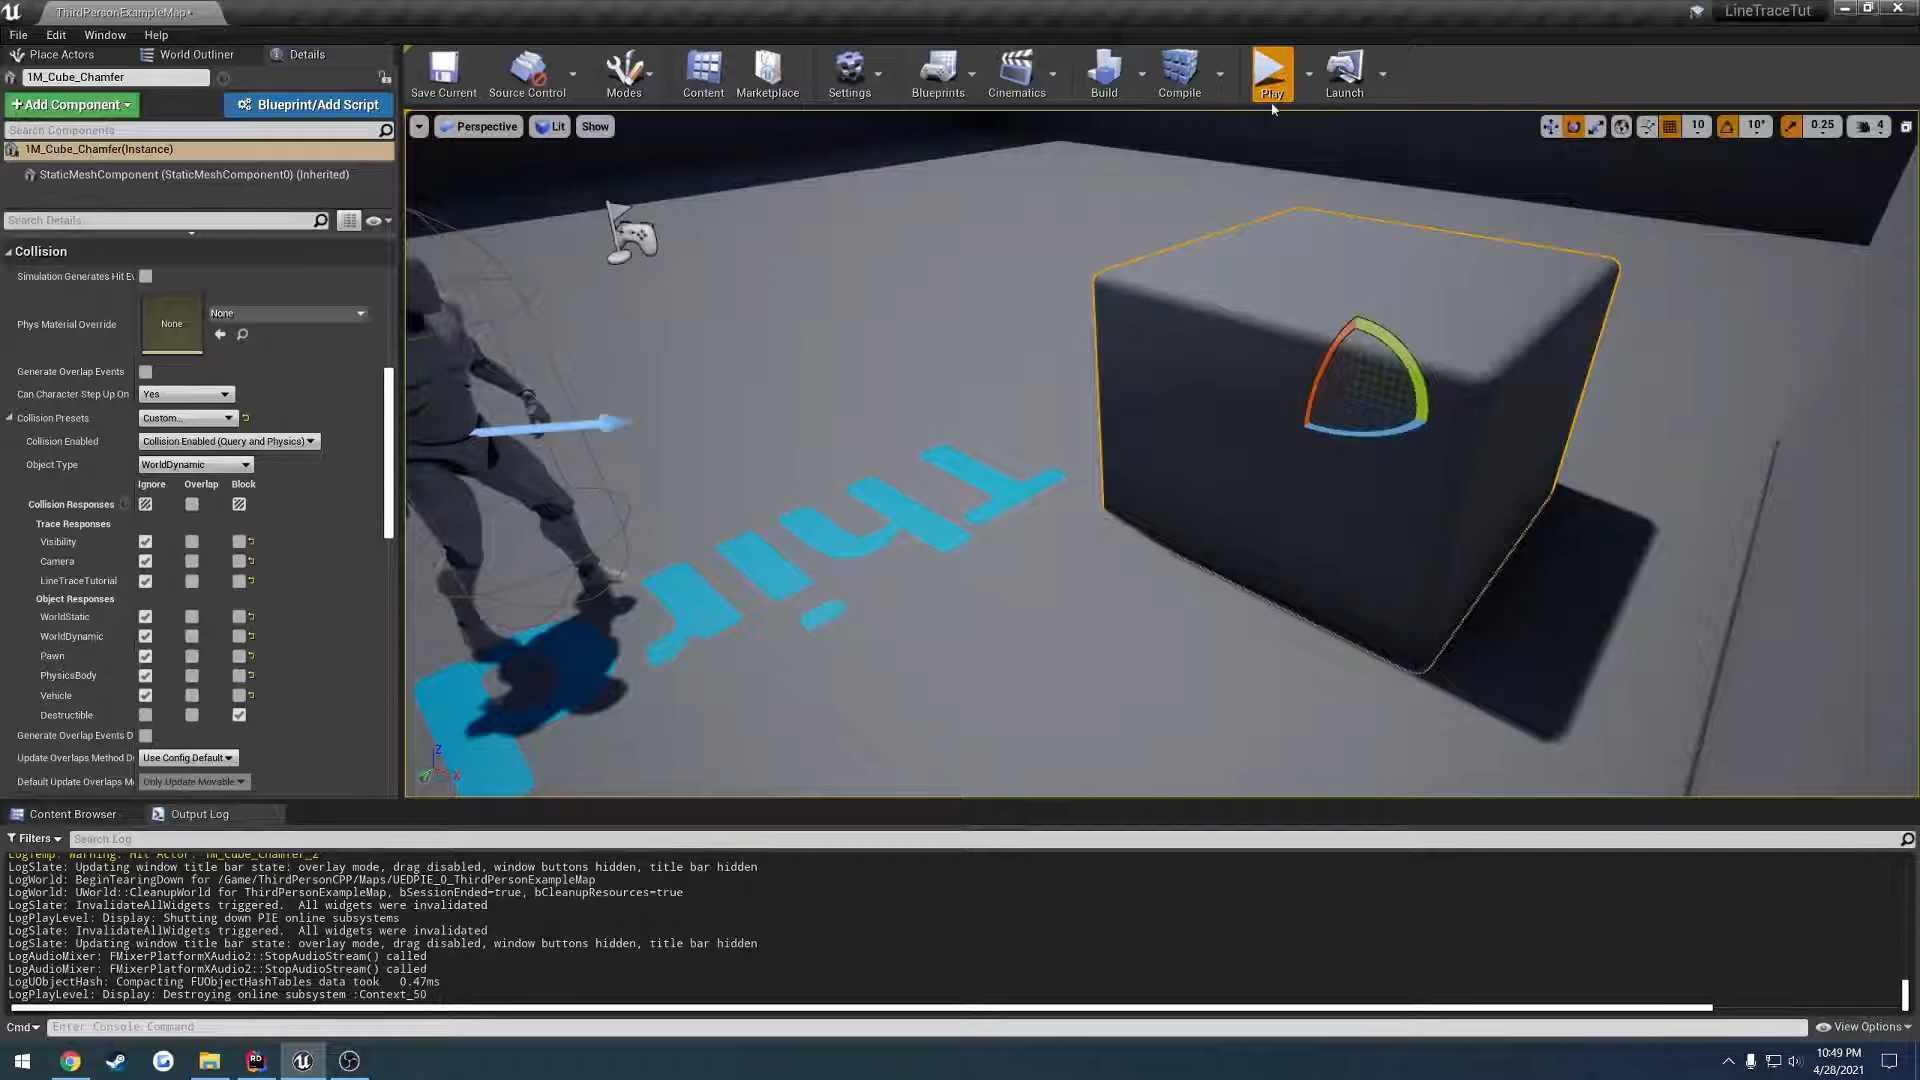 ThirdPersonExampleMap*
LineTraceTut
File Edit Window Help
Place Actors World Outliner Details
1M_Cube_Chamfer
Add Component Blueprint/Add Script
Search Components
1M_Cube_Chamfer(Instance)
StaticMeshComponent (StaticMeshComponent0) (Inherited)
Search Details
Save Current Source Control Modes Content Marketplace Settings Blueprints Cinematics Build Compile Play Launch
Perspective Lit Show
10 10° 0.25 4
Collision
Simulation Generates Hit Ev
Phys Material Override None None
Generate Overlap Events
Can Character Step Up On Yes
Collision Presets Custom...
Collision Enabled Collision Enabled (Query and Physics)
Object Type WorldDynamic
Ignore Overlap Block
Collision Responses
Trace Responses
Visibility
Camera
LineTraceTutorial
Object Responses
WorldStatic
WorldDynamic
Pawn
PhysicsBody
Vehicle
Destructible
Generate Overlap Events D
Update Overlaps Method D Use Config Default
Default Update Overlaps M Only Update Movable
Thir
Z
X
Content Browser Output Log
Filters Search Log
LogTemp: Warning: Hit Actor: 1M_Cube_Chamfer_2
LogSlate: Updating window title bar state: overlay mode, drag disabled, window buttons hidden, title bar hidden
LogWorld: BeginTearingDown for /Game/ThirdPersonCPP/Maps/UEDPIE_0_ThirdPersonExampleMap
LogWorld: UWorld::CleanupWorld for ThirdPersonExampleMap, bSessionEnded=true, bCleanupResources=true
LogSlate: InvalidateAllWidgets triggered.  All widgets were invalidated
LogPlayLevel: Display: Shutting down PIE online subsystems
LogSlate: InvalidateAllWidgets triggered.  All widgets were invalidated
LogSlate: Updating window title bar state: overlay mode, drag disabled, window buttons hidden, title bar hidden
LogAudioMixer: FMixerPlatformXAudio2::StopAudioStream() called
LogAudioMixer: FMixerPlatformXAudio2::StopAudioStream() called
LogUObjectHash: Compacting FUObjectHashTables data took   0.47ms
LogPlayLevel: Display: Destroying online subsystem :Context_50
Cmd Enter Console Command
View Options
RD
10:49 PM
4/28/2021